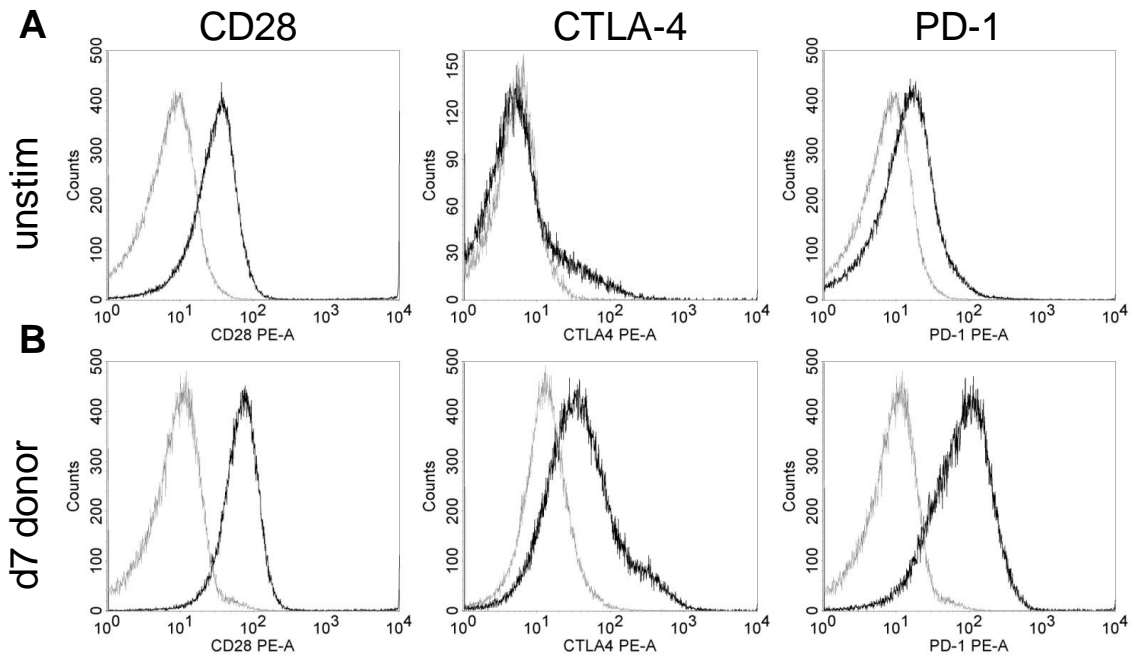 A
CD28
CTLA-4
PD-1
unstim
Counts
0 100 200 300 400 500
10^0 10^1 10^2 10^3 10^4
CD28 PE-A
Counts
0 30 60 90 120 150
10^0 10^1 10^2 10^3 10^4
CTLA4 PE-A
Counts
0 100 200 300 400 500
10^0 10^1 10^2 10^3 10^4
PD-1 PE-A
B
d7 donor
Counts
0 100 200 300 400 500
10^0 10^1 10^2 10^3 10^4
CD28 PE-A
Counts
0 100 200 300 400 500
10^0 10^1 10^2 10^3 10^4
CTLA4 PE-A
Counts
0 100 200 300 400 500
10^0 10^1 10^2 10^3 10^4
PD-1 PE-A